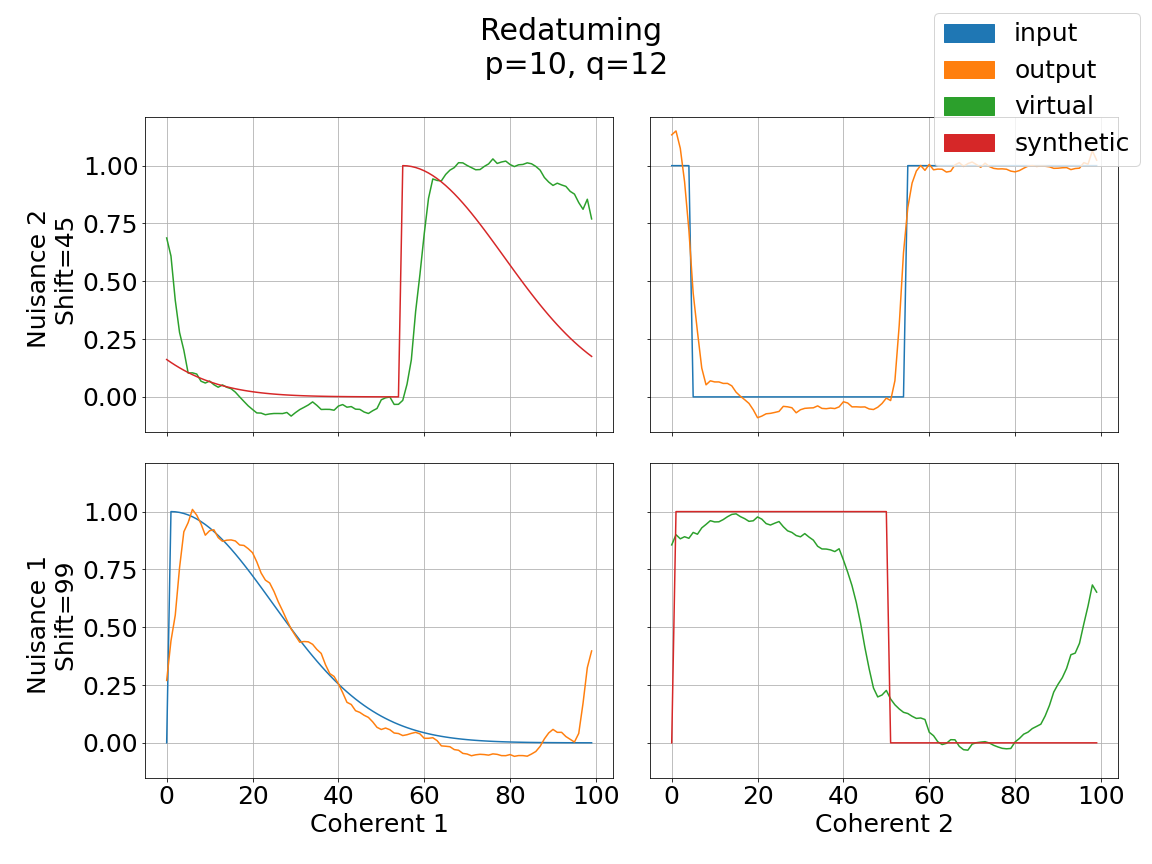 Redatuming
p=10, q=12
input
output
virtual
synthetic
Nuisance 2
Shift=45
1.00
0.75
0.50
0.25
0.00
Nuisance 1
Shift=99
1.00
0.75
0.50
0.25
0.00
0 20 40 60 80 100
0 20 40 60 80 100
Coherent 1
Coherent 2